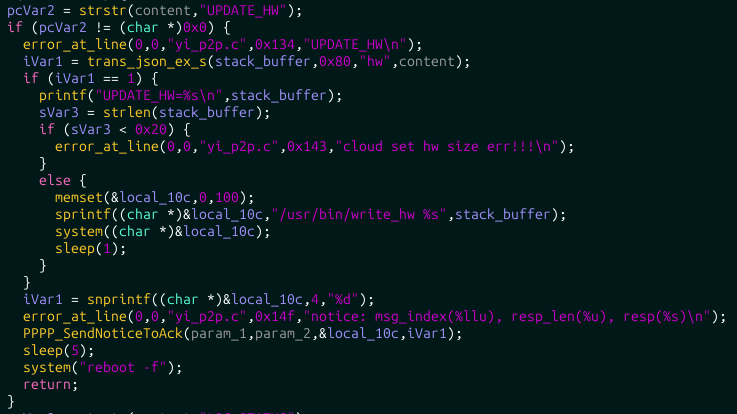 pcVar2 = strstr(content,"UPDATE_HW");
if (pcVar2 != (char *)0x0) {
  error_at_line(0,0,"yi_p2p.c",0x134,"UPDATE_HW\n");
  iVar1 = trans_json_ex_s(stack_buffer,0x80,"hw",content);
  if (iVar1 == 1) {
    printf("UPDATE_HW=%s\n",stack_buffer);
    sVar3 = strlen(stack_buffer);
    if (sVar3 < 0x20) {
      error_at_line(0,0,"yi_p2p.c",0x143,"cloud set hw size err!!!\n");
    }
    else {
      memset(&local_10c,0,100);
      sprintf((char *)&local_10c,"/usr/bin/write_hw %s",stack_buffer);
      system((char *)&local_10c);
      sleep(1);
    }
  }
  iVar1 = snprintf((char *)&local_10c,4,"%d");
  error_at_line(0,0,"yi_p2p.c",0x14f,"notice: msg_index(%llu), resp_len(%u), resp(%s)\n");
  PPPP_SendNoticeToAck(param_1,param_2,&local_10c,iVar1);
  sleep(5);
  system("reboot -f");
  return;
}